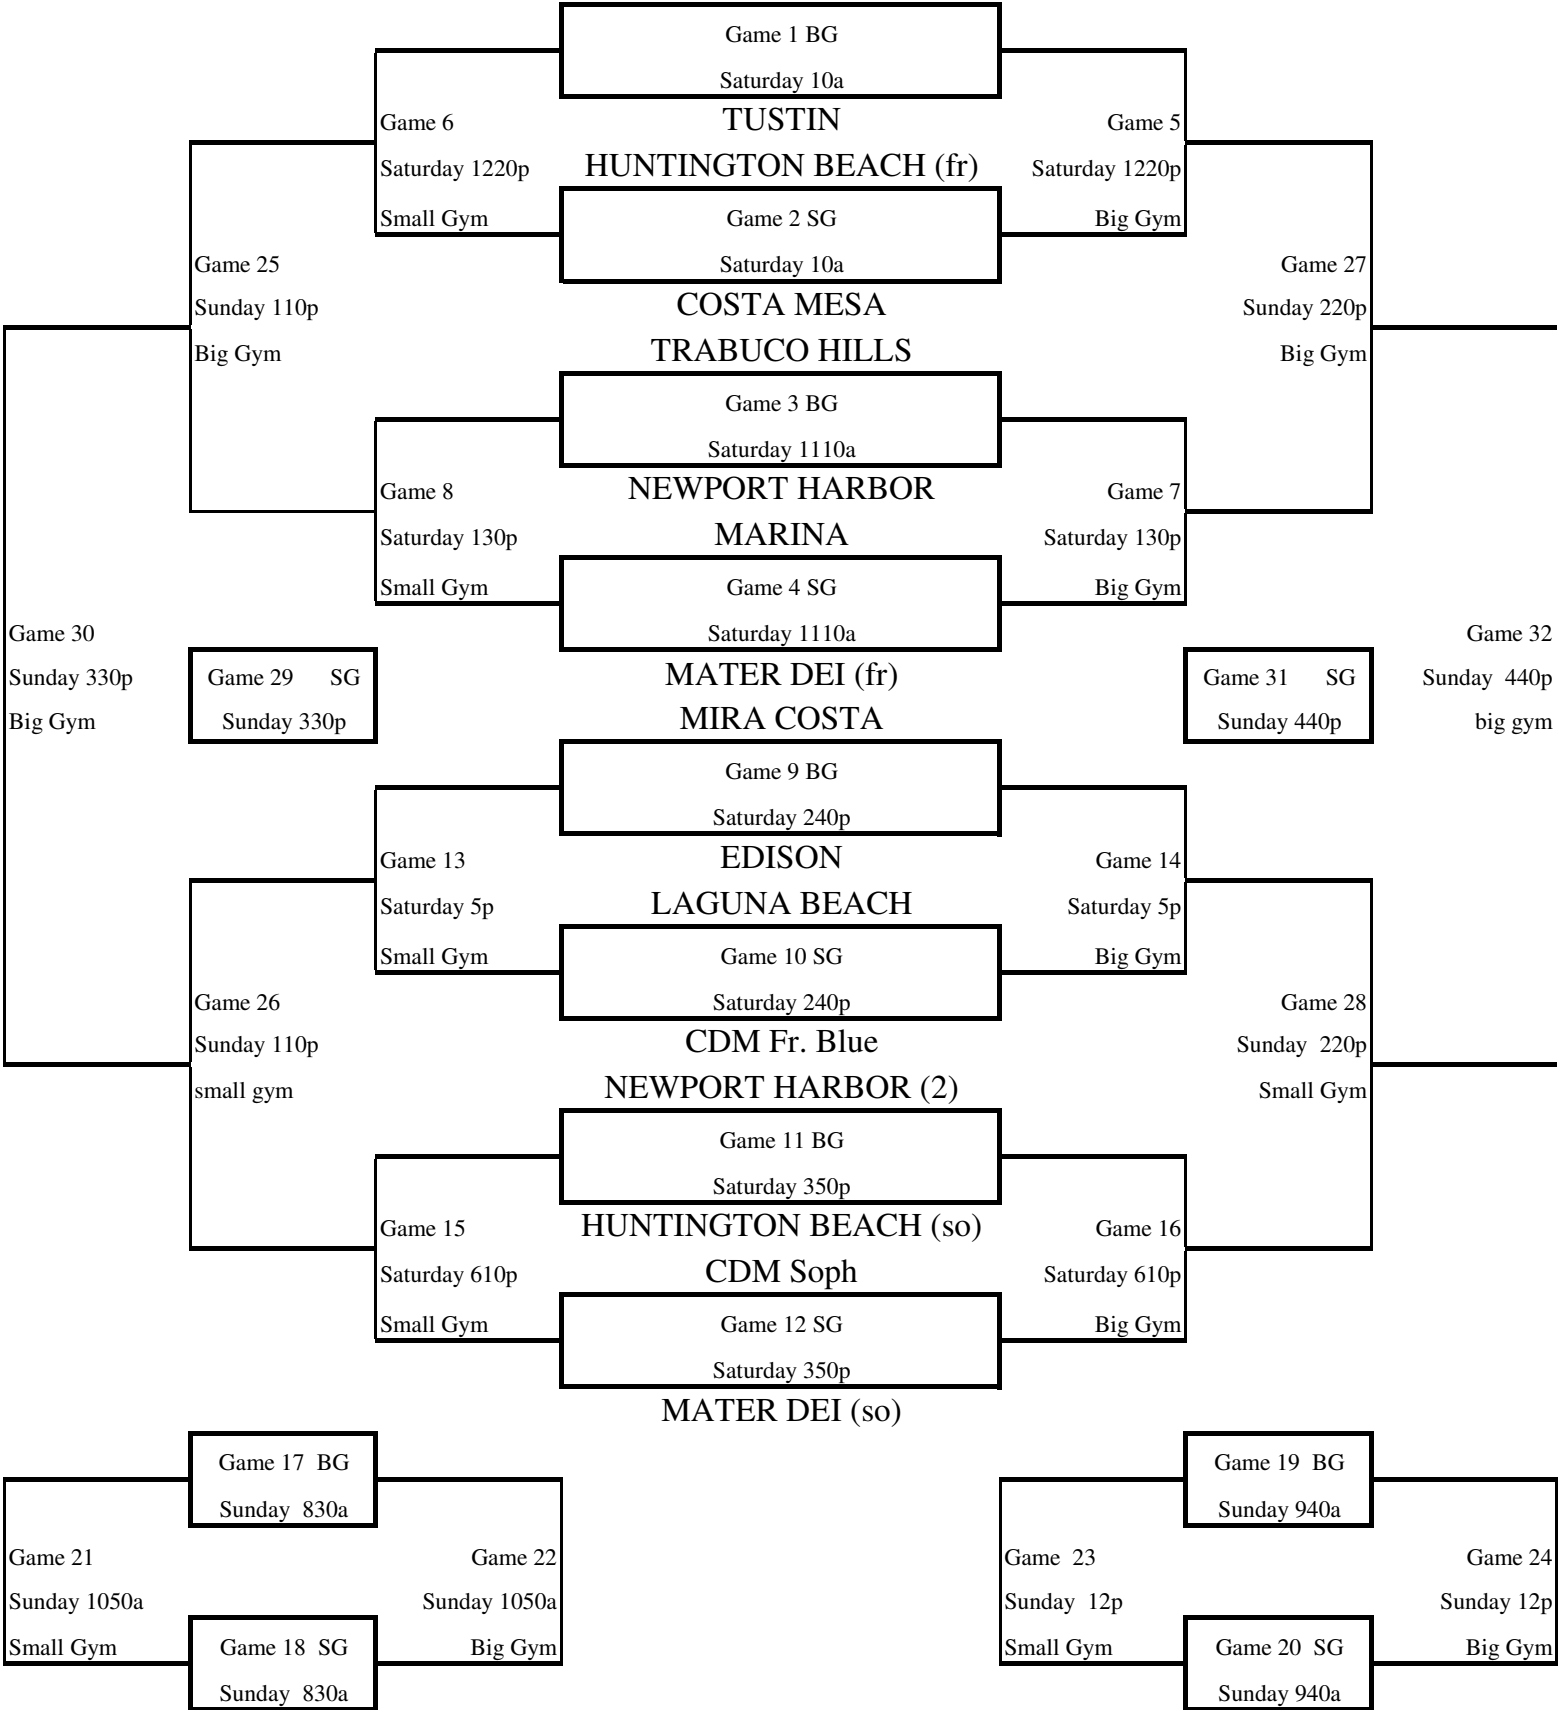 Game 1 BG
Saturday 10a
Game 6
TUSTIN
Game 5
Saturday 1220p
HUNTINGTON BEACH (fr)
Saturday 1220p
Small Gym
Game 2 SG
Big Gym
Game 25
Saturday 10a
Game 27
Sunday 110p
COSTA MESA
Sunday 220p
Big Gym
TRABUCO HILLS
Big Gym
Game 3 BG
Saturday 1110a
Game 8
NEWPORT HARBOR
Game 7
Saturday 130p
MARINA
Saturday 130p
Small Gym
Game 4 SG
Big Gym
Game 30
Saturday 1110a
Game 32
Sunday 330p
Game 29 SG
MATER DEI (fr)
Game 31 SG
Sunday 440p
Big Gym
Sunday 330p
MIRA COSTA
Sunday 440p
big gym
Game 9 BG
Saturday 240p
Game 13
EDISON
Game 14
Saturday 5p
LAGUNA BEACH
Saturday 5p
Small Gym
Game 10 SG
Big Gym
Game 26
Saturday 240p
Game 28
Sunday 110p
CDM Fr. Blue
Sunday 220p
small gym
NEWPORT HARBOR (2)
Small Gym
Game 11 BG
Saturday 350p
Game 15
HUNTINGTON BEACH (so)
Game 16
Saturday 610p
CDM Soph
Saturday 610p
Small Gym
Game 12 SG
Big Gym
Saturday 350p
MATER DEI (so)
Game 17 BG
Game 19 BG
Sunday 830a
Sunday 940a
Game 21
Game 22
Game 23
Game 24
Sunday 1050a
Sunday 1050a
Sunday 12p
Sunday 12p
Small Gym
Game 18 SG
Big Gym
Small Gym
Game 20 SG
Big Gym
Sunday 830a
Sunday 940a